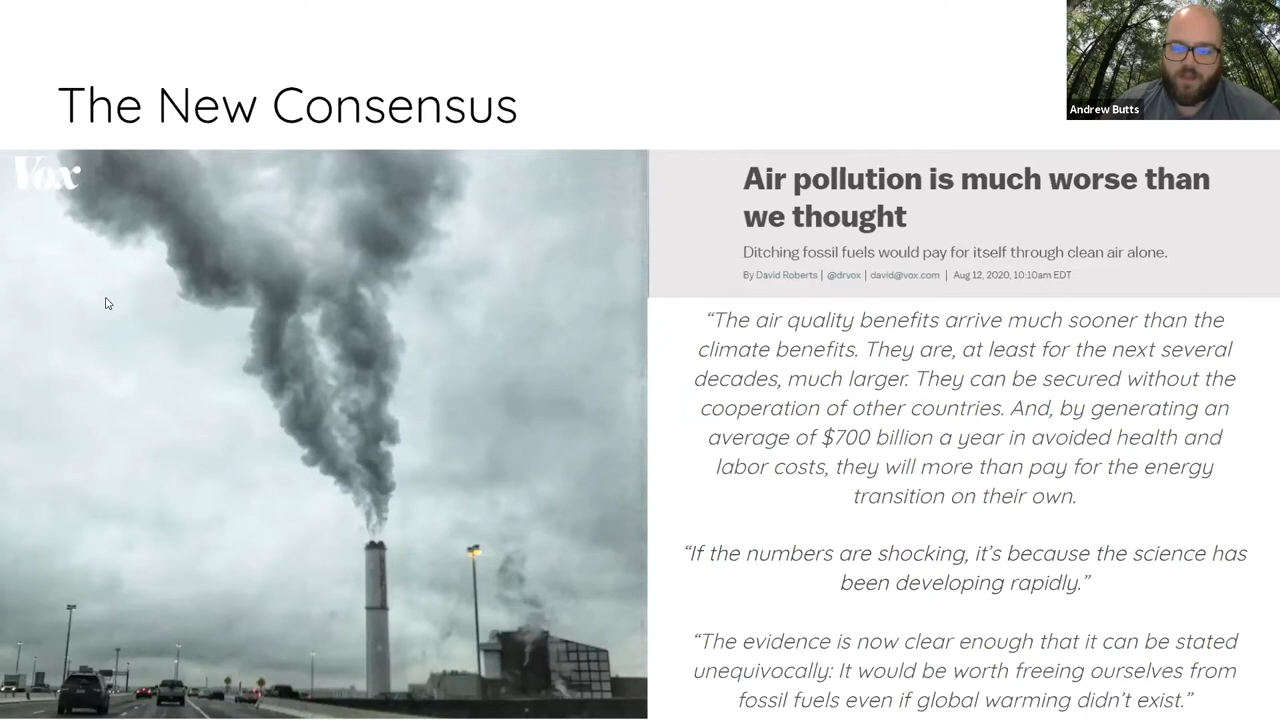 The New Consensus
Andrew Butts
Vox
Air pollution is much worse than
we thought
Ditching fossil fuels would pay for itself through clean air alone.
By David Roberts | @drvox | david@vox.com | Aug 12, 2020, 10:10am EDT
“The air quality benefits arrive much sooner than the
climate benefits. They are, at least for the next several
decades, much larger. They can be secured without the
cooperation of other countries. And, by generating an
average of $700 billion a year in avoided health and
labor costs, they will more than pay for the energy
transition on their own.
“If the numbers are shocking, it’s because the science has
been developing rapidly.”
“The evidence is now clear enough that it can be stated
unequivocally: It would be worth freeing ourselves from
fossil fuels even if global warming didn’t exist.”